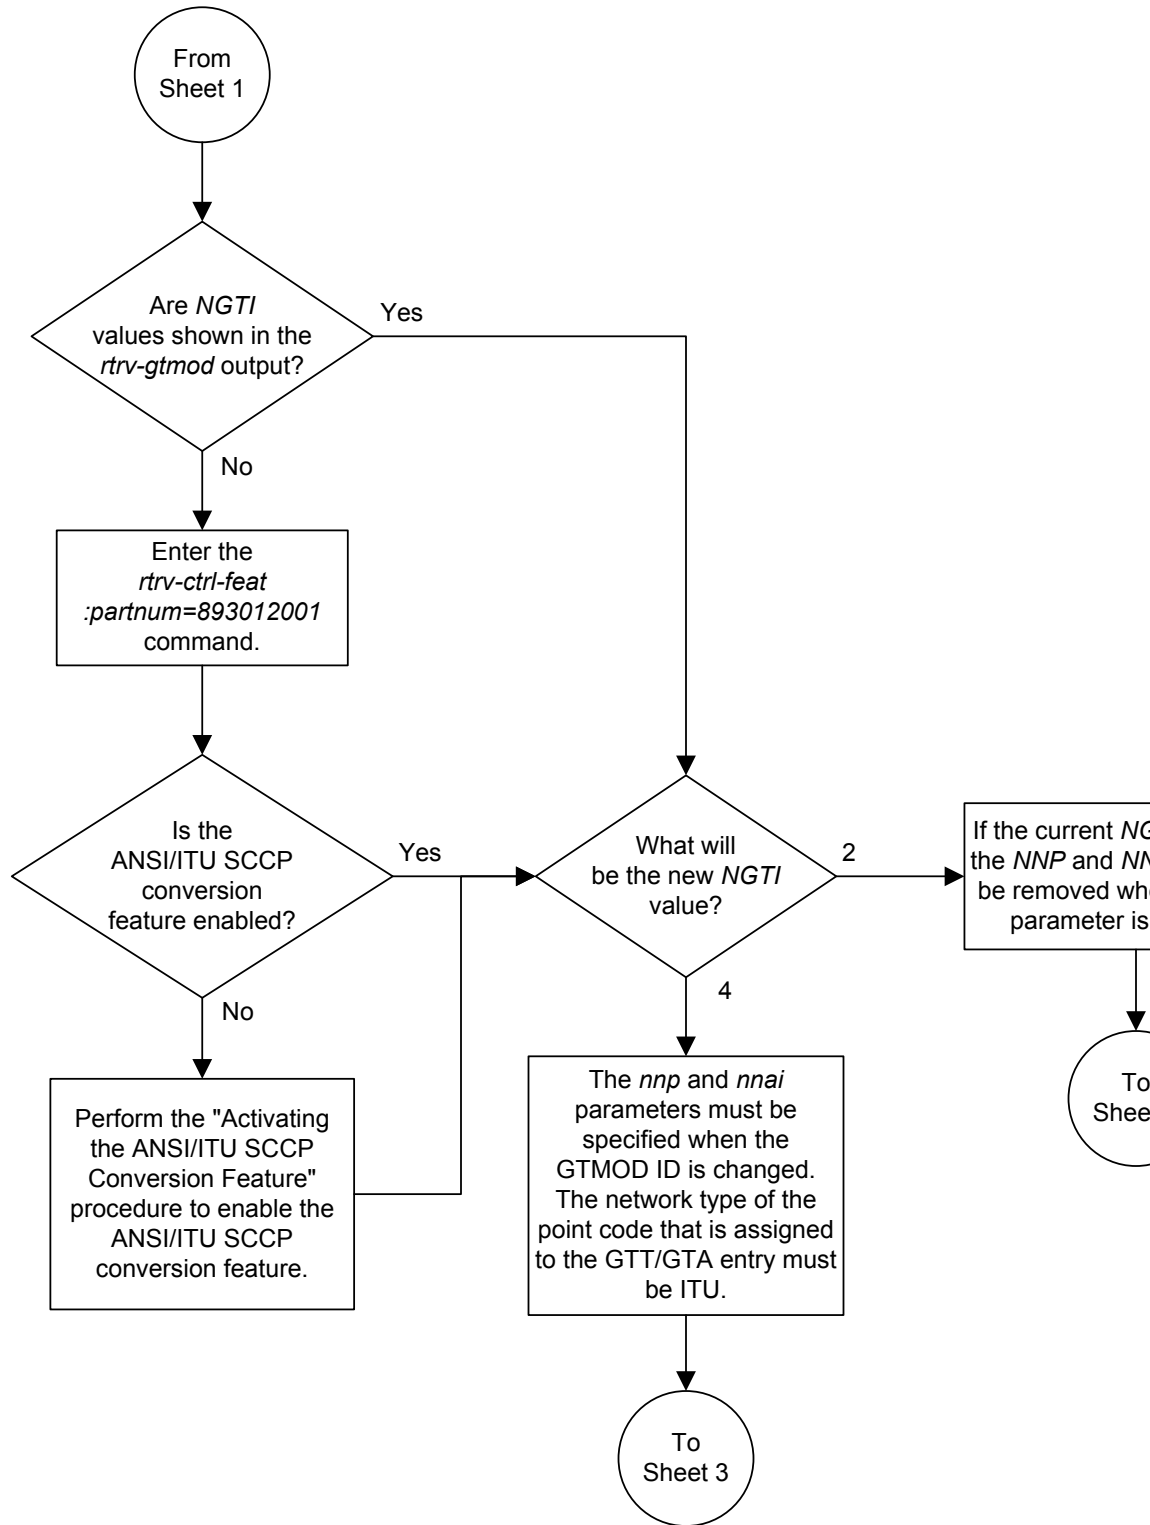 From
Sheet 1
Are NGTI
values shown in the
rtrv-gtmod output?
Yes
No
Enter the
rtrv-ctrl-feat
:partnum=893012001
command.
Is the
ANSI/ITU SCCP
conversion
feature enabled?
Yes
No
Perform the "Activating
the ANSI/ITU SCCP
Conversion Feature"
procedure to enable the
ANSI/ITU SCCP
conversion feature.
What will
be the new NGTI
value?
2
4
The nnp and nnai
parameters must be
specified when the
GTMOD ID is changed.
The network type of the
point code that is assigned
to the GTT/GTA entry must
be ITU.
To
Sheet 3
If the current
the NNP and
be removed
parameter is
To